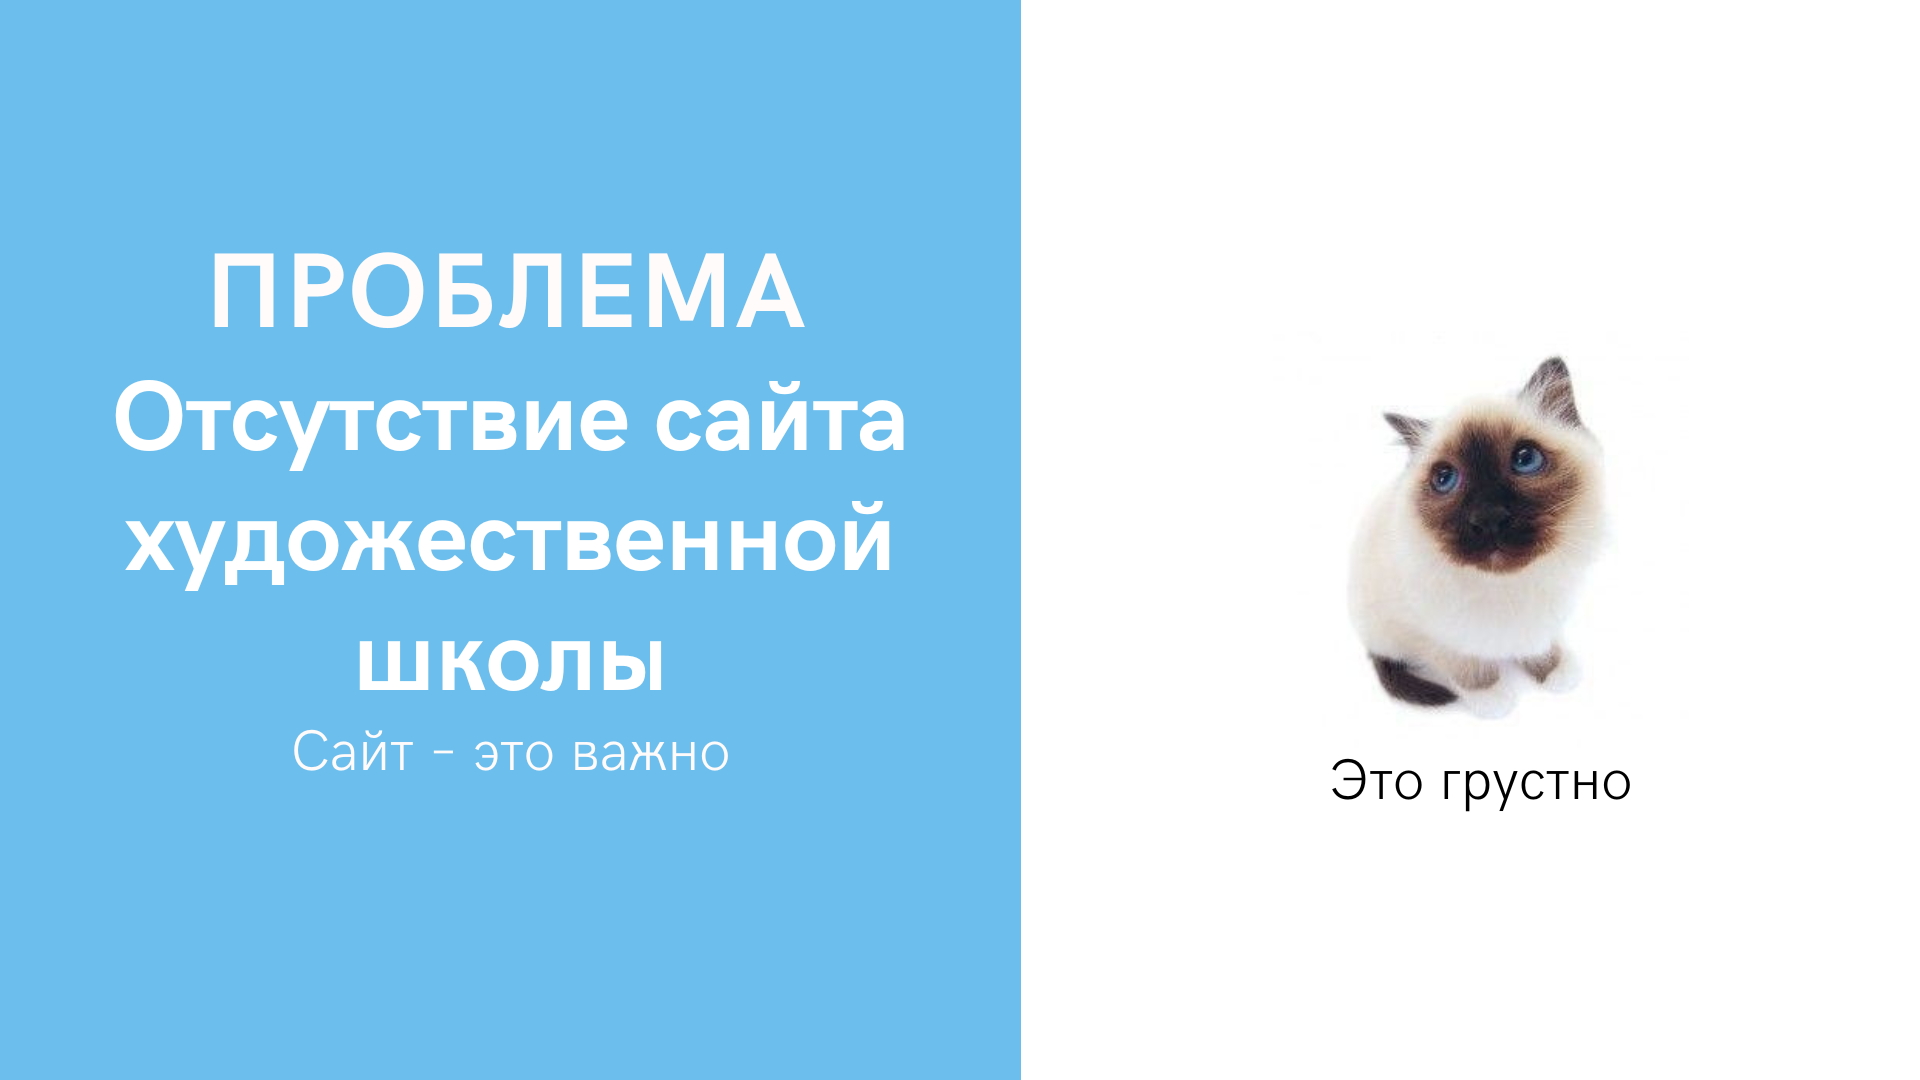 ПРОБЛЕМА
Отсутствие сайта
художественной
школы
Сайт – это важно
Это грустно